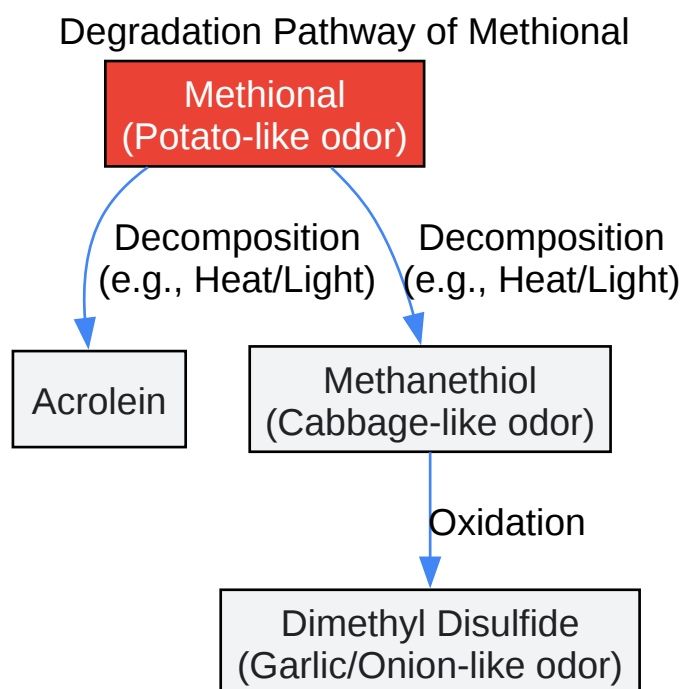 Degradation Pathway of Methional
Methional
(Potato-like odor)
Decomposition
(e.g., Heat/Light)
Decomposition
(e.g., Heat/Light)
Acrolein
Methanethiol
(Cabbage-like odor)
Oxidation
Dimethyl Disulfide
(Garlic/Onion-like odor)